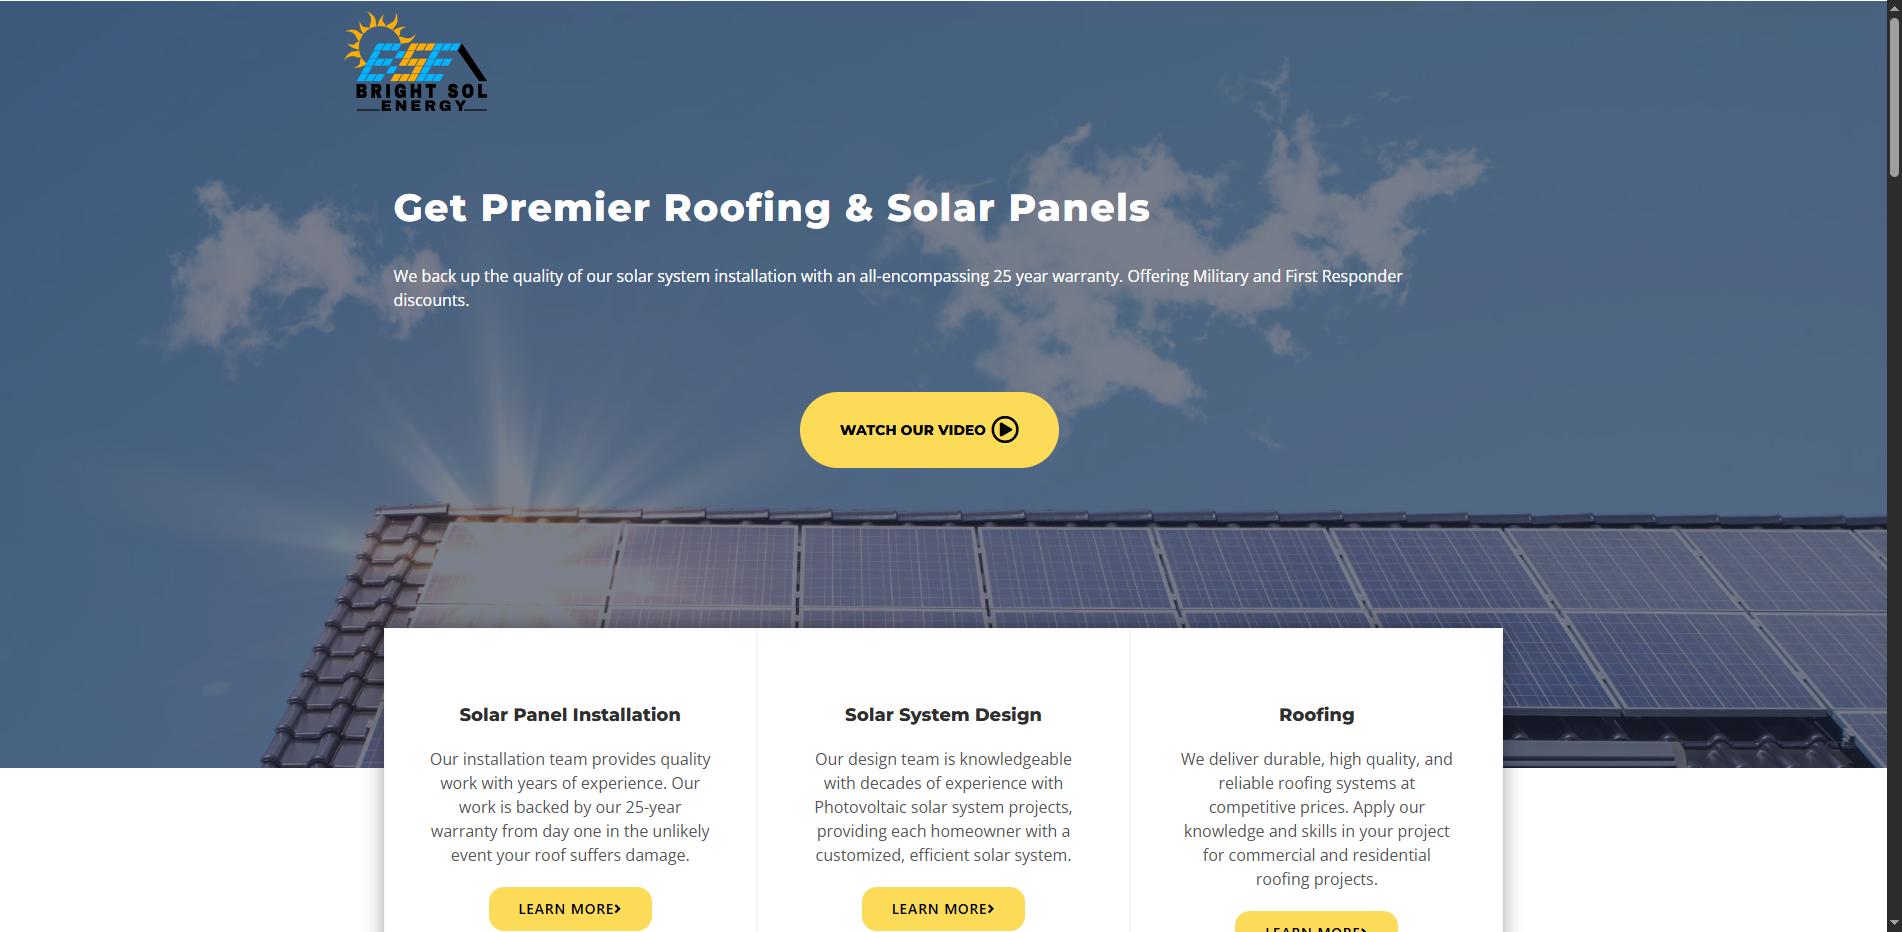 BSE
BRIGHT SOL
ENERGY
Get Premier Roofing & Solar Panels
We back up the quality of our solar system installation with an all-encompassing 25 year warranty. Offering Military and First Responder
discounts.
WATCH OUR VIDEO
Solar Panel Installation
Our installation team provides quality
work with years of experience. Our
work is backed by our 25-year
warranty from day one in the unlikely
event your roof suffers damage.
LEARN MORE
Solar System Design
Our design team is knowledgeable
with decades of experience with
Photovoltaic solar system projects,
providing each homeowner with a
customized, efficient solar system.
LEARN MORE
Roofing
We deliver durable, high quality, and
reliable roofing systems at
competitive prices. Apply our
knowledge and skills in your project
for commercial and residential
roofing projects.
LEARN MORE